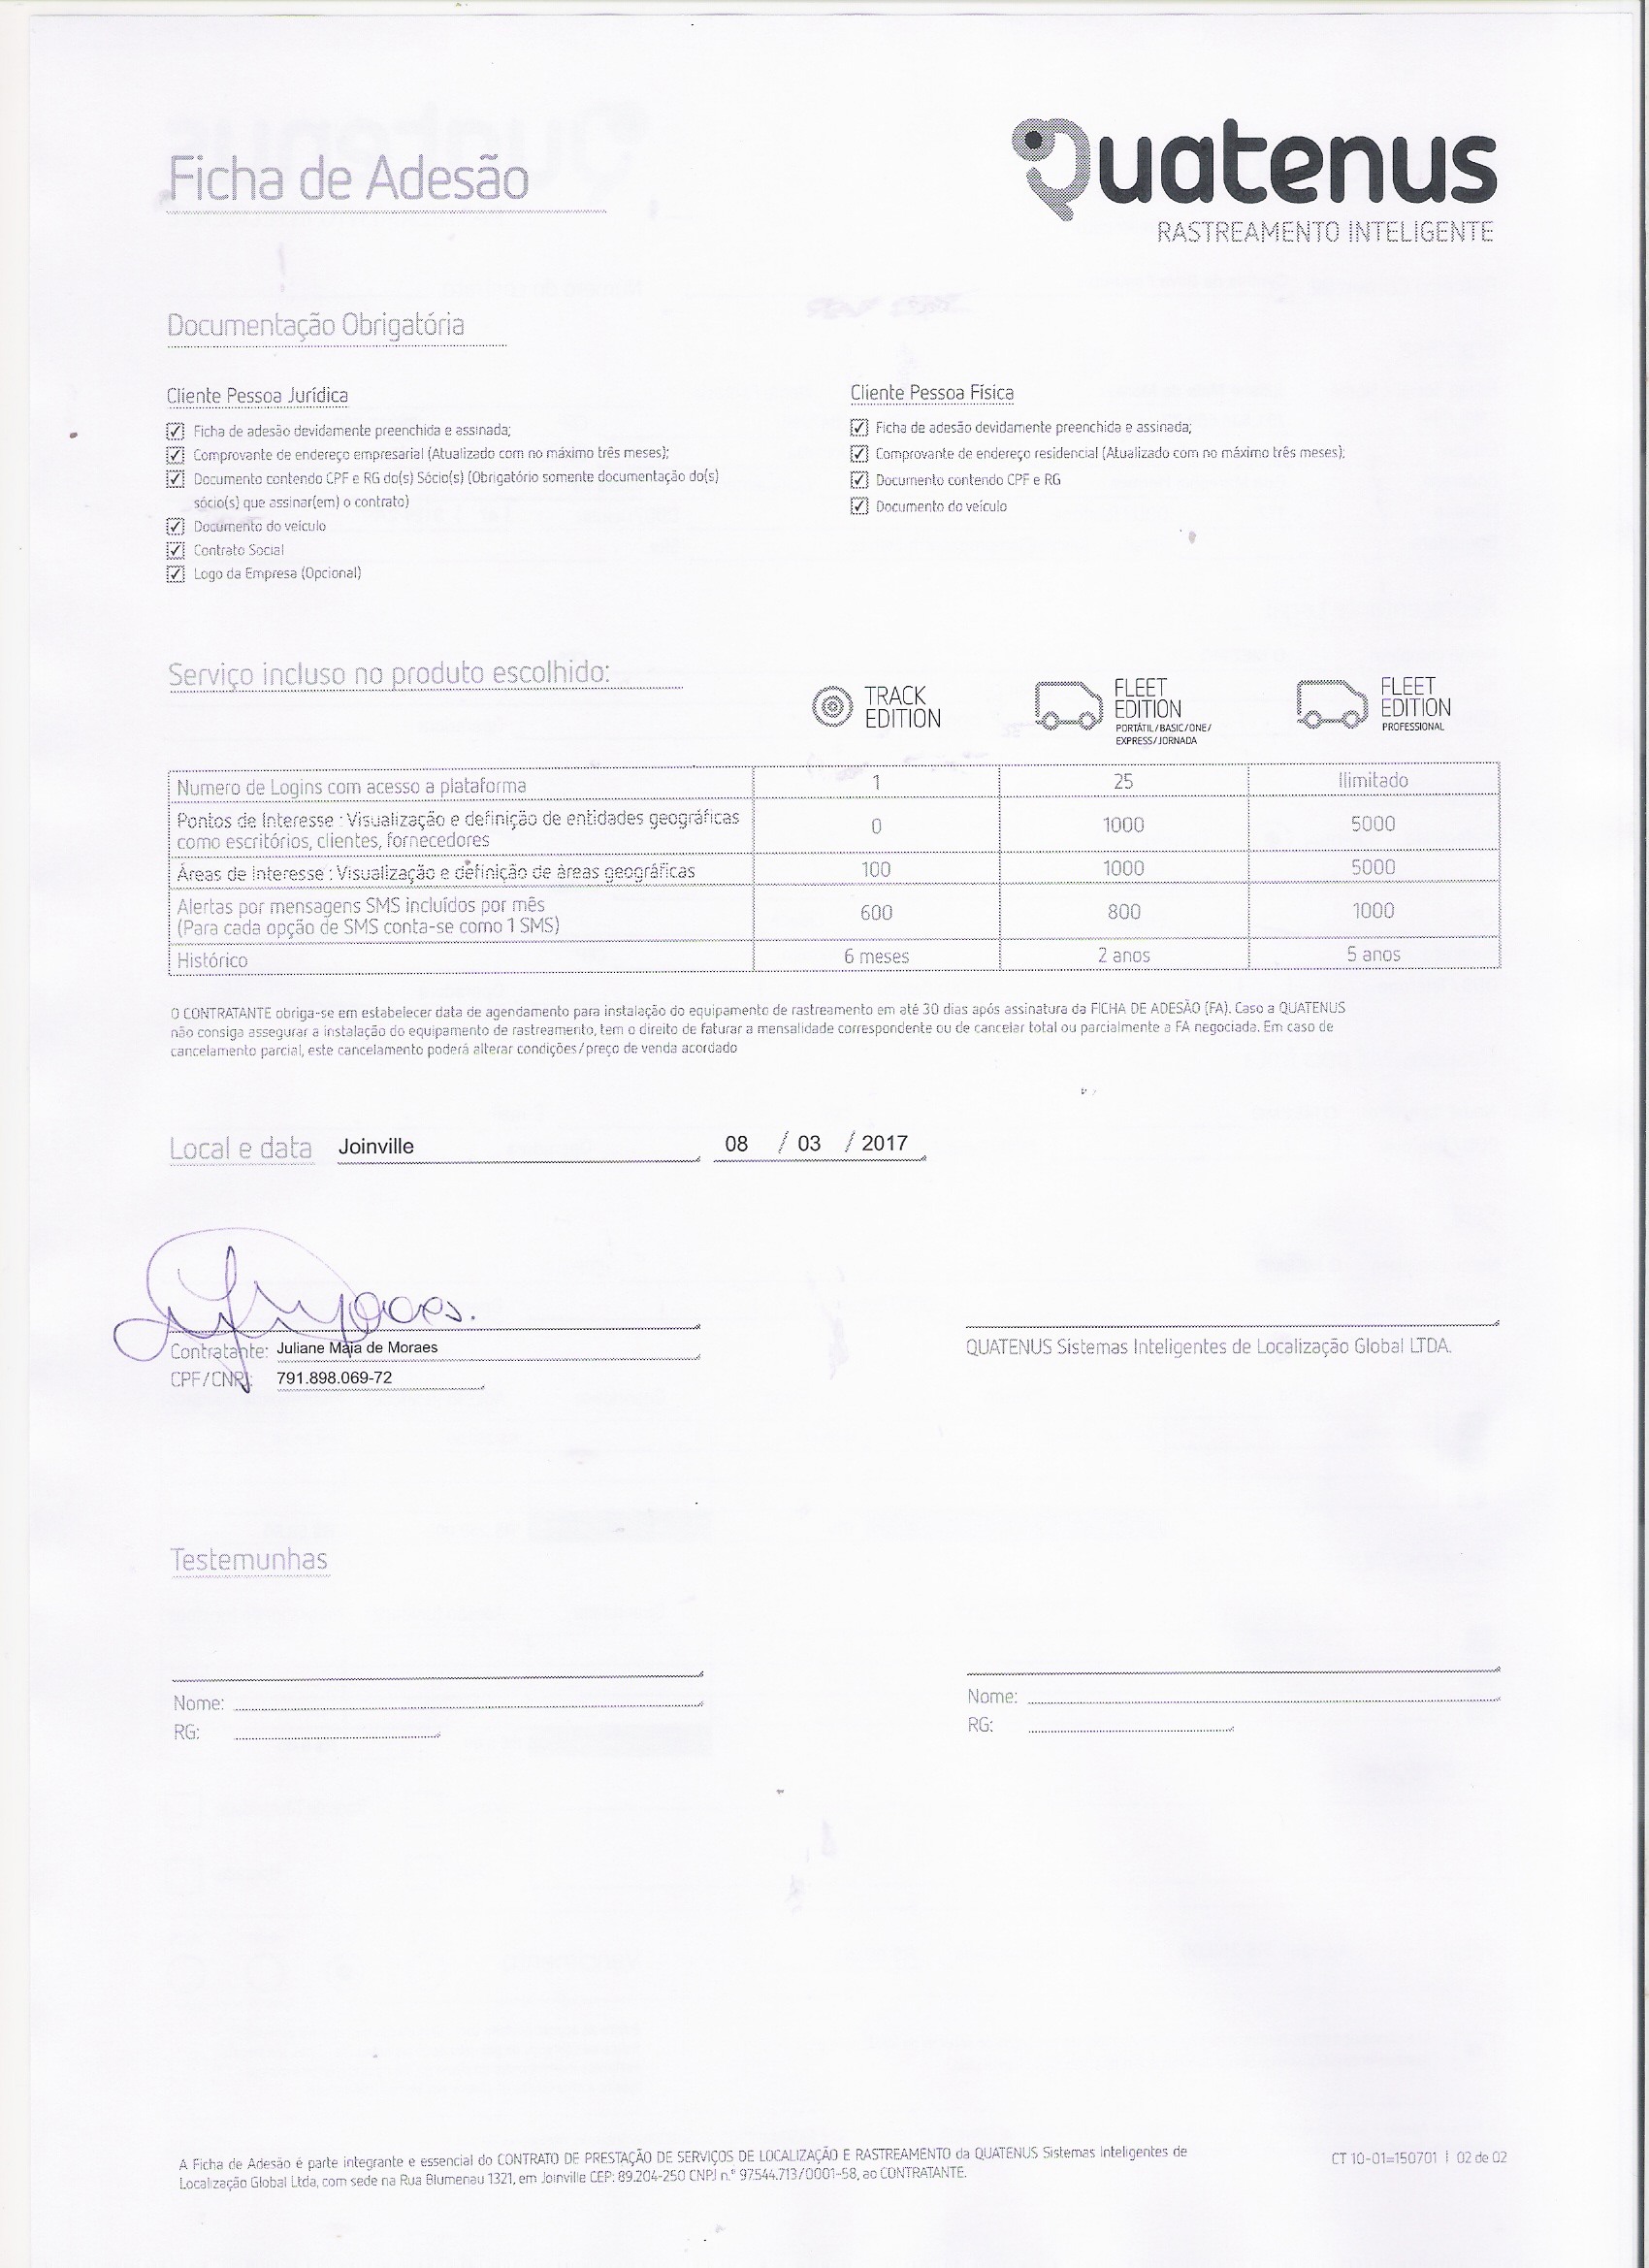 Ficha de Adesão
Quatenus
RASTREAMENTO INTELIGENTE
Documentação Obrigatória
Cliente Pessoa Jurídica
Ficha de adesão devidamente preenchida e assinada;
Comprovante de endereço empresarial (Atualizado com no máximo três meses);
Documento contendo CPF e RG do(s) Sócio(s) (Obrigatório somente documentação do(s)
sócio(s) que assinar(em) o contrato)
Documento do veículo
Contrato Social
Logo da Empresa (Opcional)
Cliente Pessoa Física
Ficha de adesão devidamente preenchida e assinada;
Comprovante de endereço residencial (Atualizado com no máximo três meses);
Documento contendo CPF e RG
Documento do veículo
Serviço incluso no produto escolhido:
TRACK
EDITION
FLEET
EDITION
PORTÁTIL/BASIC/ONE/
EXPRESS/JORNADA
FLEET
EDITION
PROFESSIONAL
Numero de Logins com acesso a plataforma 1 25 Ilimitado
Pontos de Interesse : Visualização e definição de entidades geográficas
como escritórios, clientes, fornecedores 0 1000 5000
Áreas de Interesse : Visualização e definição de àreas geográficas 100 1000 5000
Alertas por mensagens SMS incluídos por mês
(Para cada opção de SMS conta-se como 1 SMS) 600 800 1000
Histórico 6 meses 2 anos 5 anos
O CONTRATANTE obriga-se em estabelecer data de agendamento para instalação do equipamento de rastreamento em até 30 dias após assinatura da FICHA DE ADESÃO (FA). Caso a QUATENUS
não consiga assegurar a instalação do equipamento de rastreamento, tem o direito de faturar a mensalidade correspondente ou de cancelar total ou parcialmente a FA negociada. Em caso de
cancelamento parcial, este cancelamento poderá alterar condições/preço de venda acordado
Local e data Joinville 08 / 03 / 2017
Contratante: Juliane Maia de Moraes
CPF/CNPJ: 791.898.069-72
QUATENUS Sistemas Inteligentes de Localização Global LTDA.
Testemunhas
Nome:
RG:
Nome:
RG:
A Ficha de Adesão é parte integrante e essencial do CONTRATO DE PRESTAÇÃO DE SERVIÇOS DE LOCALIZAÇÃO E RASTREAMENTO da QUATENUS Sistemas Inteligentes de
Localização Global Ltda, com sede na Rua Blumenau 1321, em Joinville CEP: 89.204-250 CNPJ n.º 97.544.713/0001-58, ao CONTRATANTE.
CT 10-01=150701 | 02 de 02